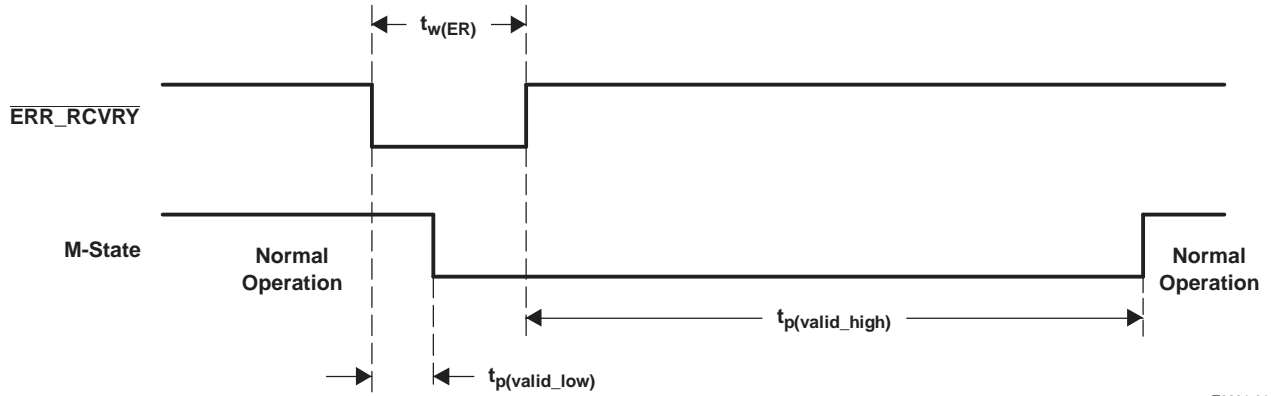 tw(ER)
ERR_RCVRY
M-State
Normal
Operation
Normal
Operation
tp(valid_high)
tp(valid_low)